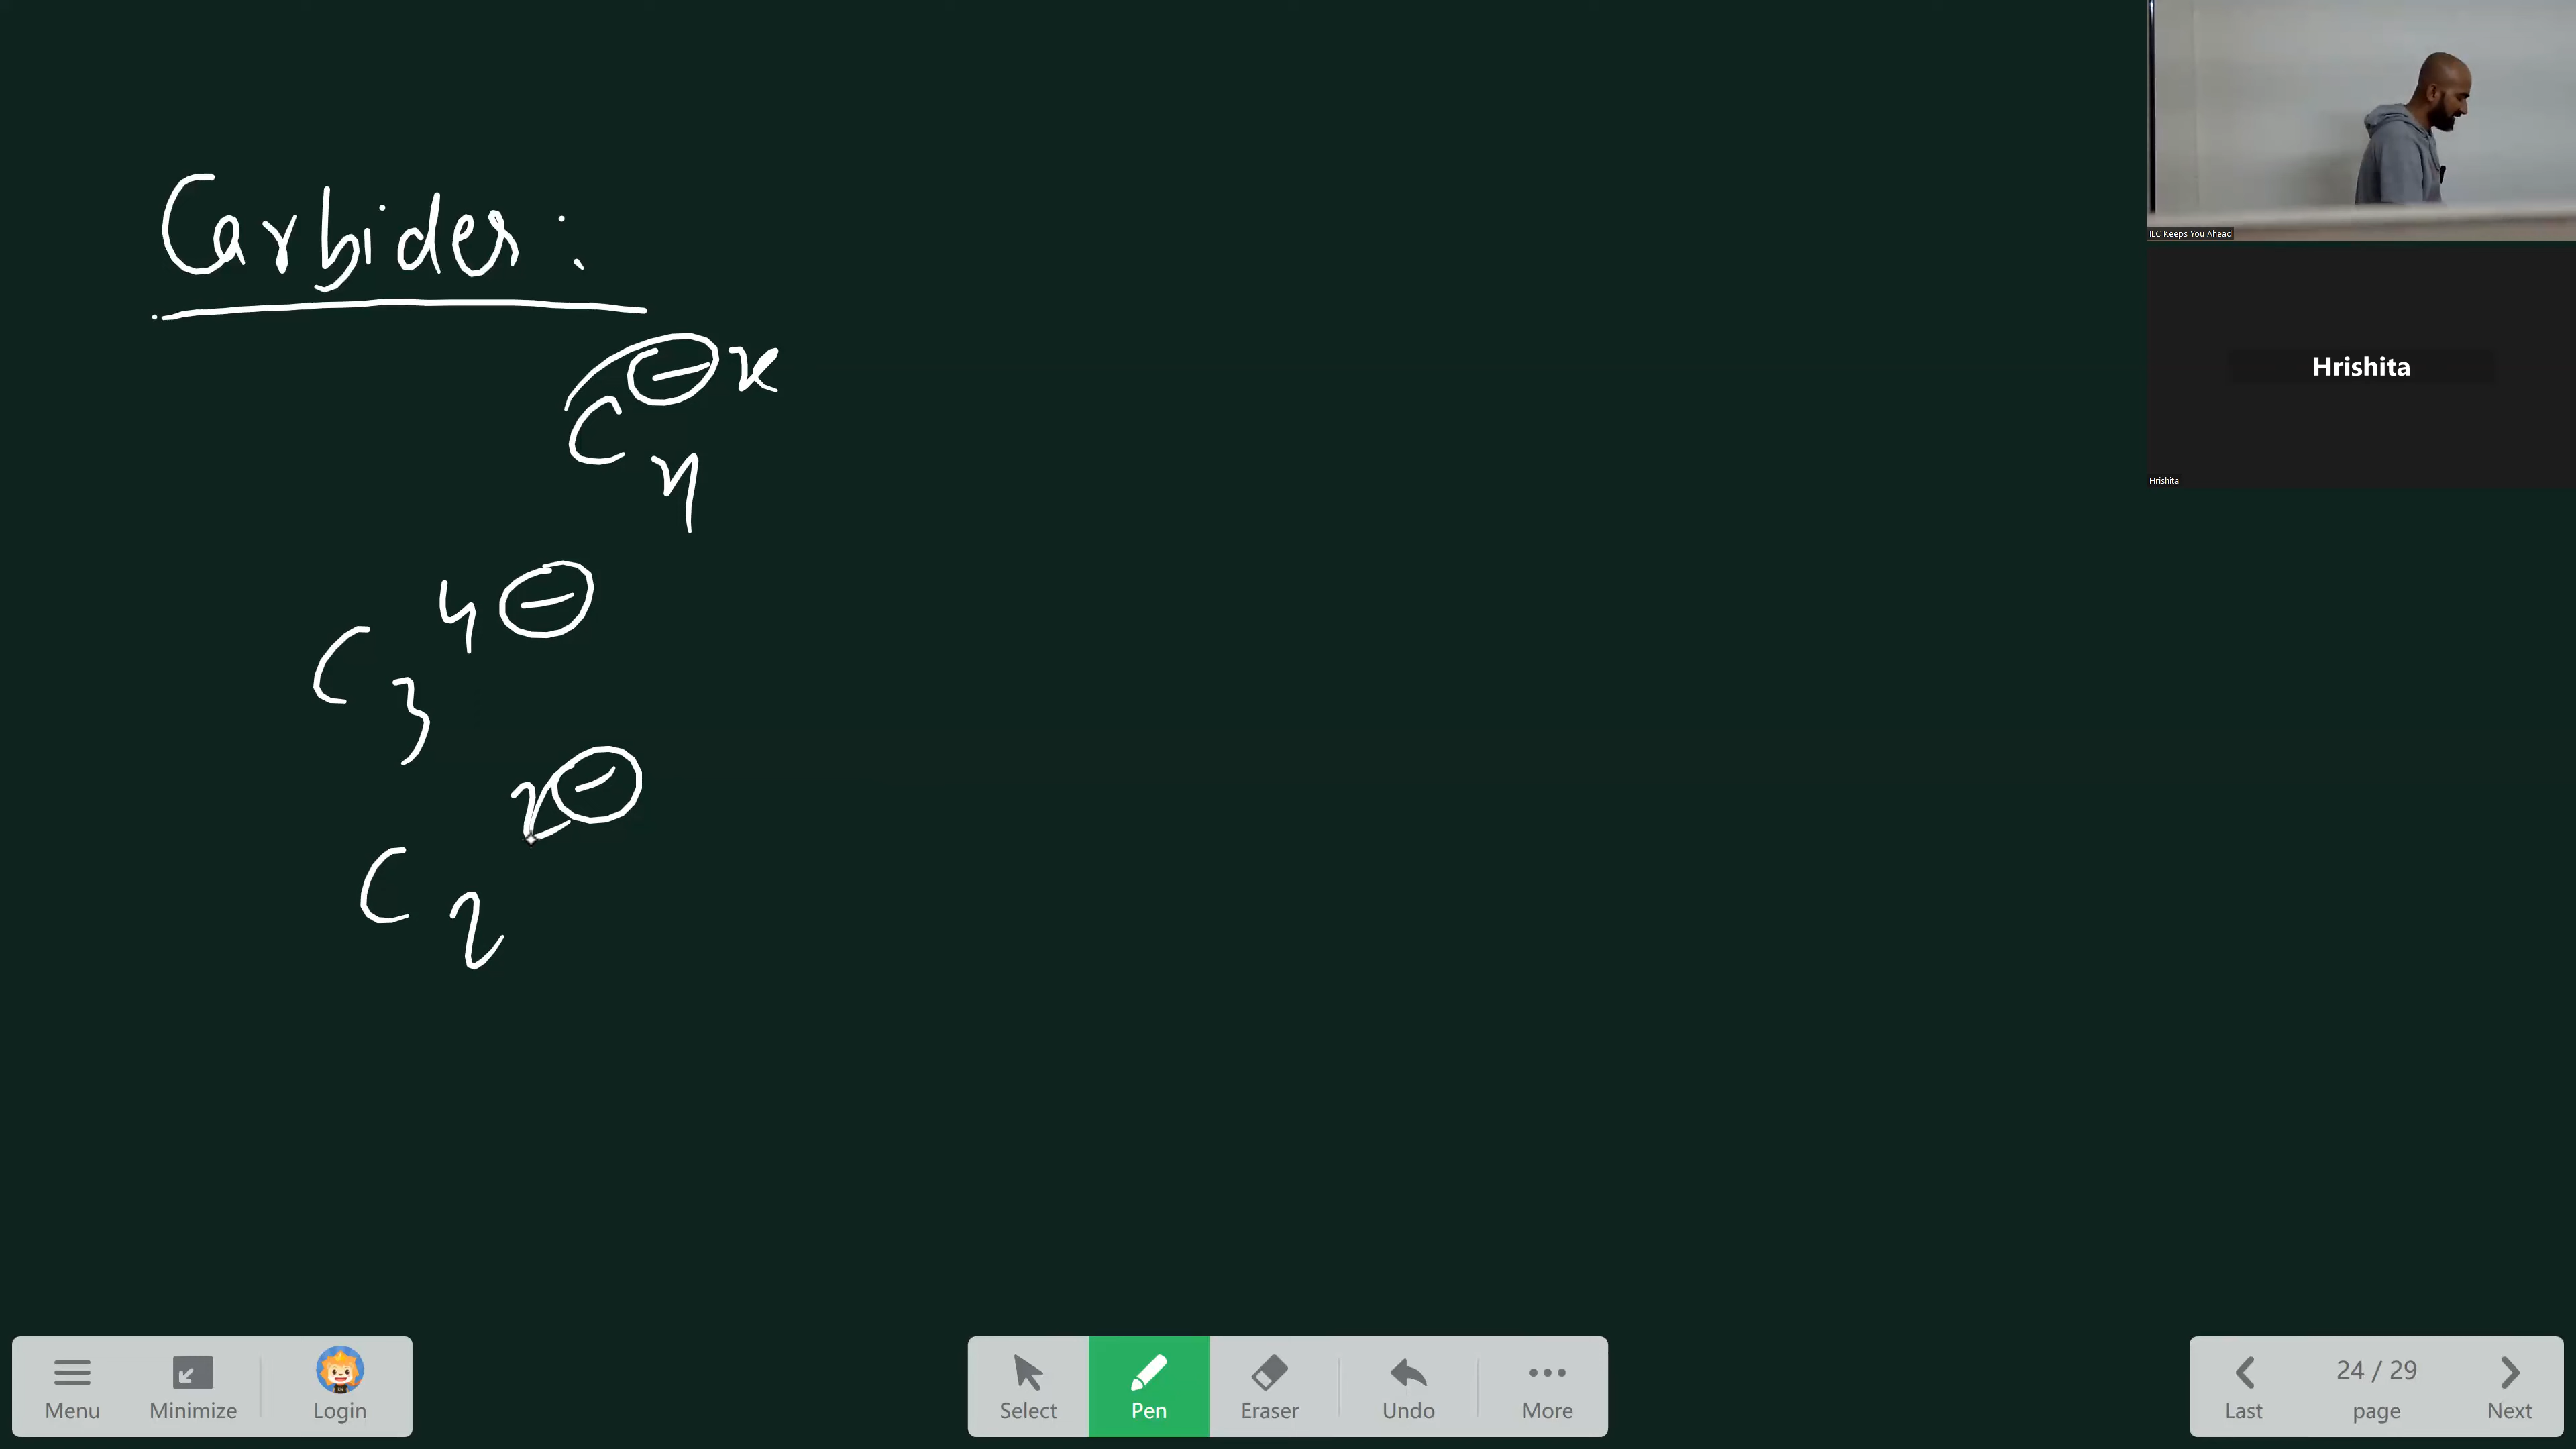 Carbides :
C y ⊖ x
C 3 4 ⊖
C 2 2 ⊖
ILC Keeps You Ahead
Hrishita
Hrishita
Menu
Minimize
Login
Select
Pen
Eraser
Undo
More
Last
24 / 29
page
Next